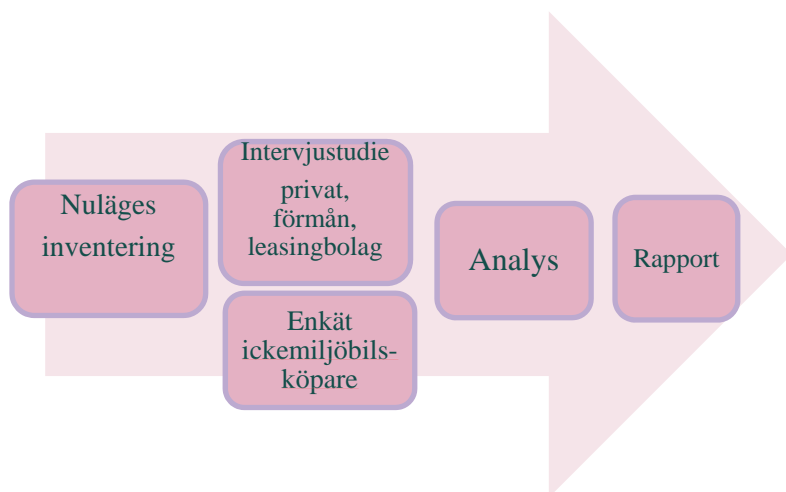 Nuläges
inventering
Intervjustudie
privat,
förmån,
leasingbolag
Enkät
ickemiljöbils-
köpare
Analys
Rapport